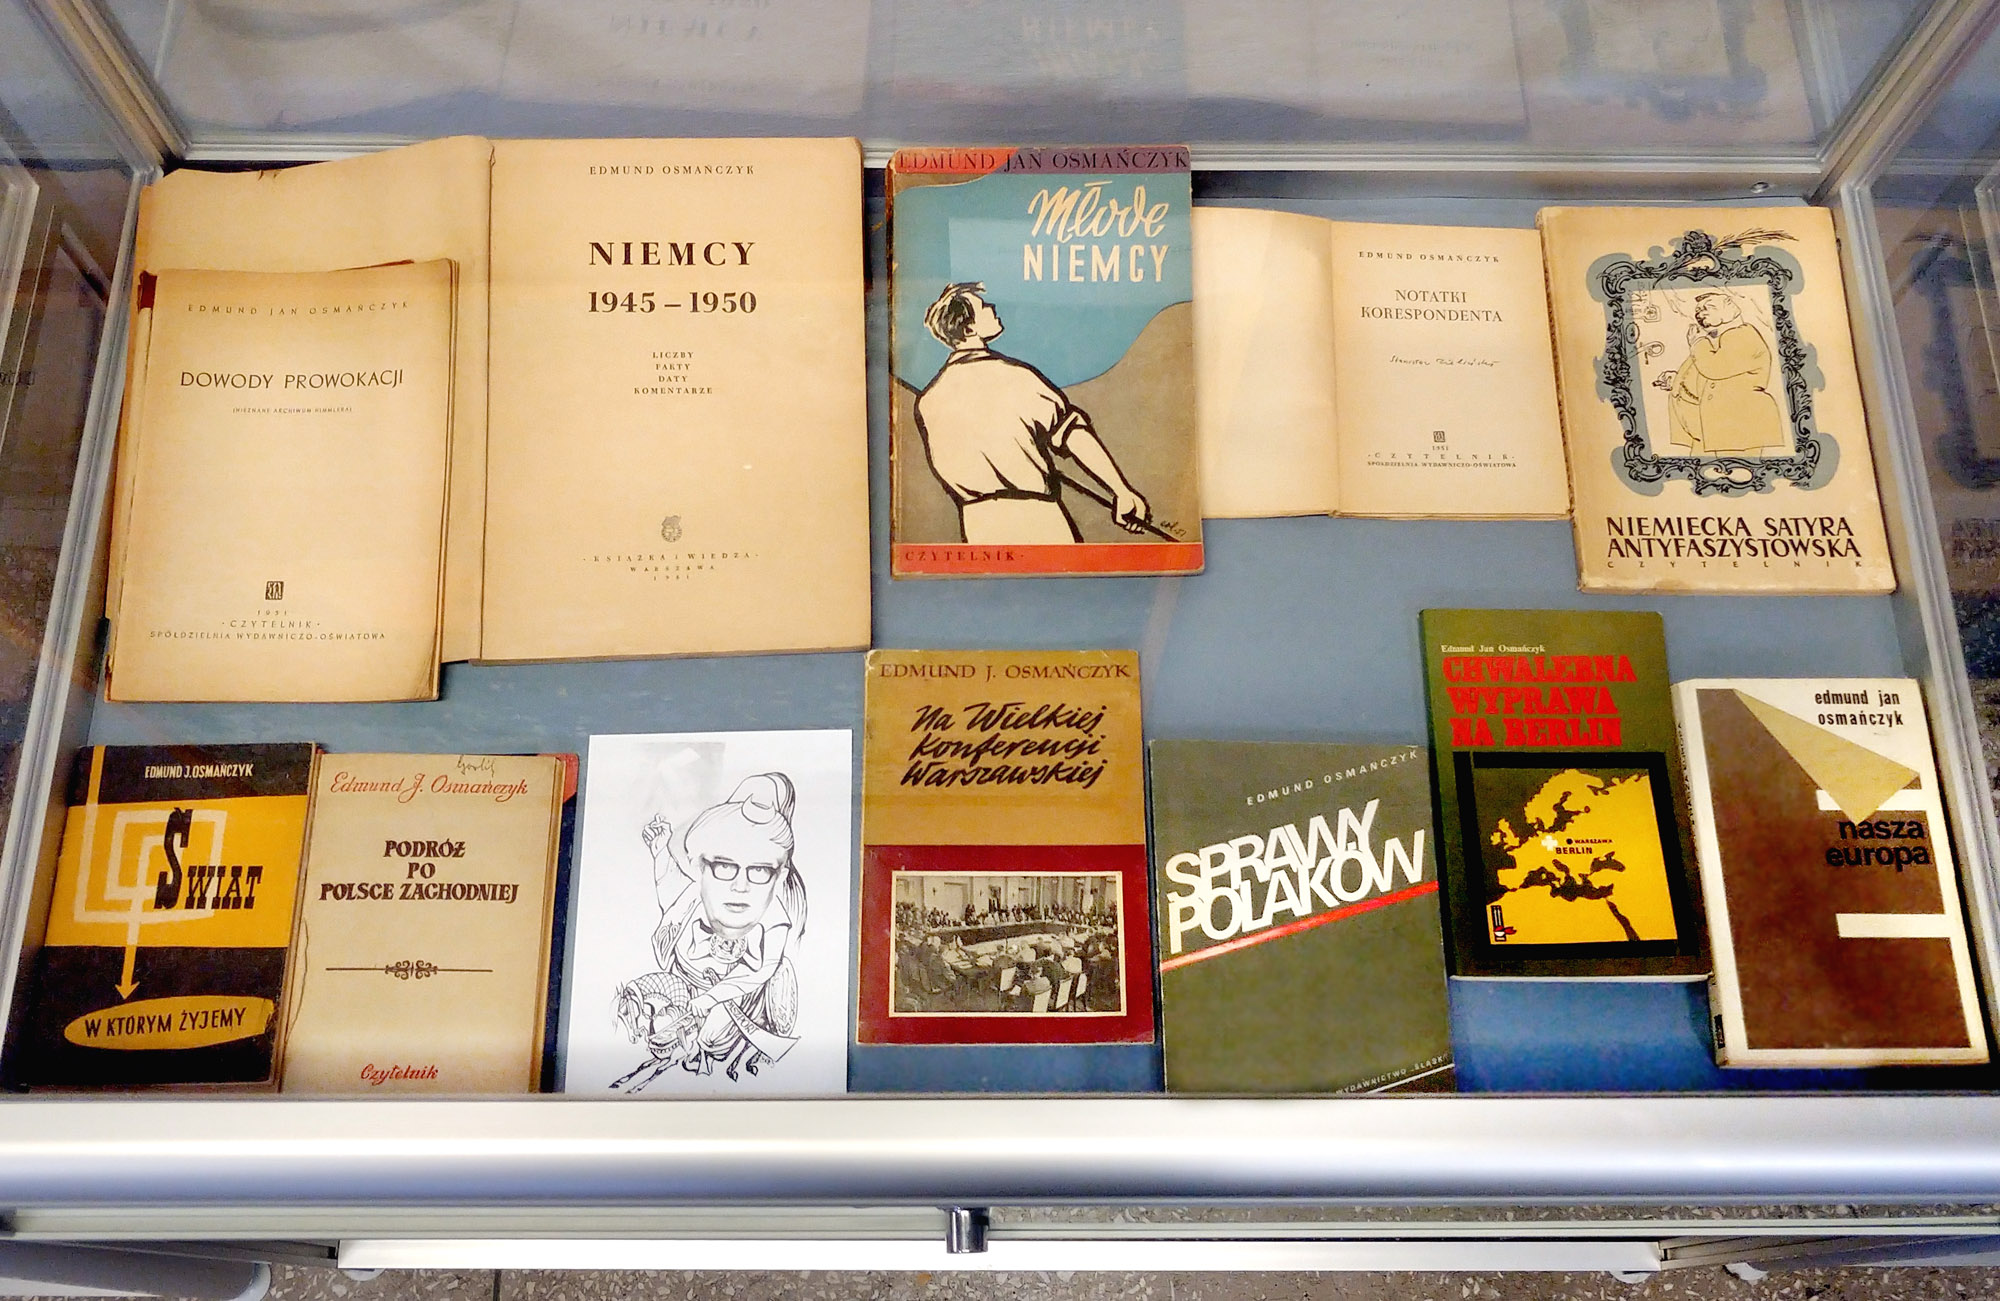 EDMUND JAN OSMAŃCZYK
DOWODY PROWOKACJI
(NIEZNANE ARCHIWUM HIMMLERA)
1951
· CZYTELNIK ·
SPÓŁDZIELNIA WYDAWNICZO-OŚWIATOWA
EDMUND OSMAŃCZYK
NIEMCY
1945 – 1950
LICZBY
FAKTY
DATY
KOMENTARZE
· KSIĄŻKA i WIEDZA ·
WARSZAWA
1951
EDMUND JAN OSMAŃCZYK
Młode
NIEMCY
CZYTELNIK ·
EDMUND OSMAŃCZYK
NOTATKI
KORESPONDENTA
1951
· CZYTELNIK ·
SPÓŁDZIELNIA WYDAWNICZO-OŚWIATOWA
NIEMIECKA SATYRA
ANTYFASZYSTOWSKA
CZYTELNIK
EDMUND J. OSMAŃCZYK
ŚWIAT
W KTÓRYM ŻYJEMY
Edmund J. Osmańczyk
PODRÓŻ
PO
POLSCE ZACHODNIEJ
Czytelnik
EDMUND J. OSMAŃCZYK
Na Wielkiej
Konferencji
Warszawskiej
EDMUND OSMAŃCZYK
SPRAWY
POLAKÓW
WYDAWNICTWO „ŚLĄSK”
Edmund Jan Osmańczyk
CHWALEBNA
WYPRAWA
NA BERLIN
WARSZAWA
BERLIN
edmund jan
osmańczyk
nasza
europa